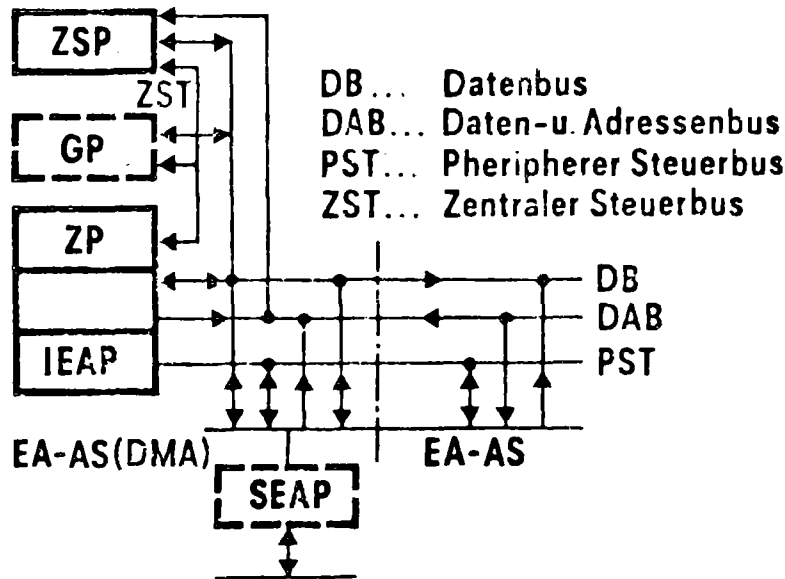 ZSP
ZST
GP
ZP
IEAP
DB... Datenbus
DAB... Daten-u. Adressenbus
PST... Pheripherer Steuerbus
ZST... Zentraler Steuerbus
DB
DAB
PST
EA-AS(DMA)
EA-AS
SEAP